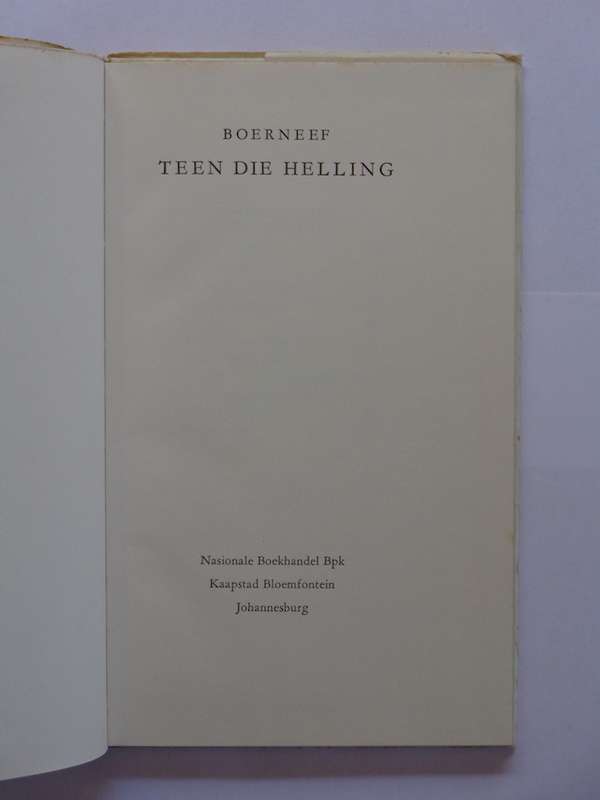 BOERNEEF
TEEN DIE HELLING
Nasionale Boekhandel Bpk
Kaapstad Bloemfontein
Johannesburg